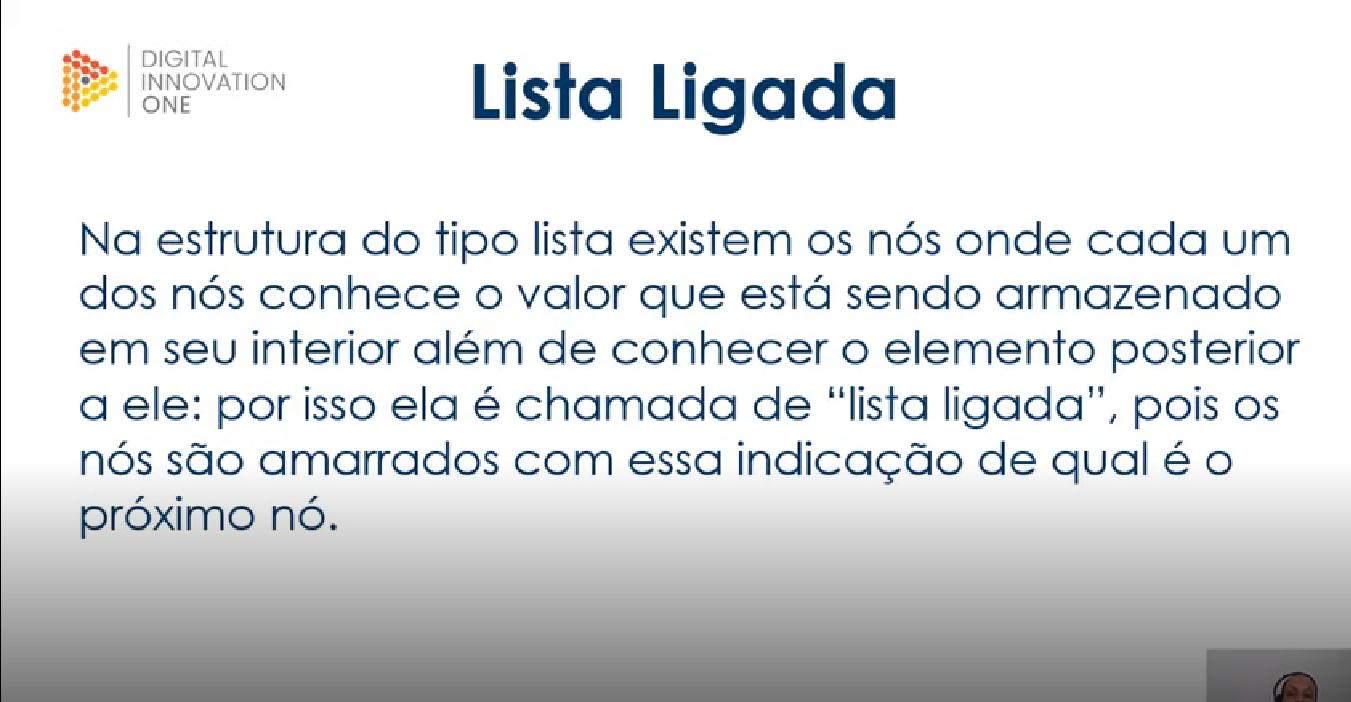 DIGITAL
INNOVATION
ONE
Lista Ligada
Na estrutura do tipo lista existem os nós onde cada um
dos nós conhece o valor que está sendo armazenado
em seu interior além de conhecer o elemento posterior
a ele: por isso ela é chamada de “lista ligada”, pois os
nós são amarrados com essa indicação de qual é o
próximo nó.